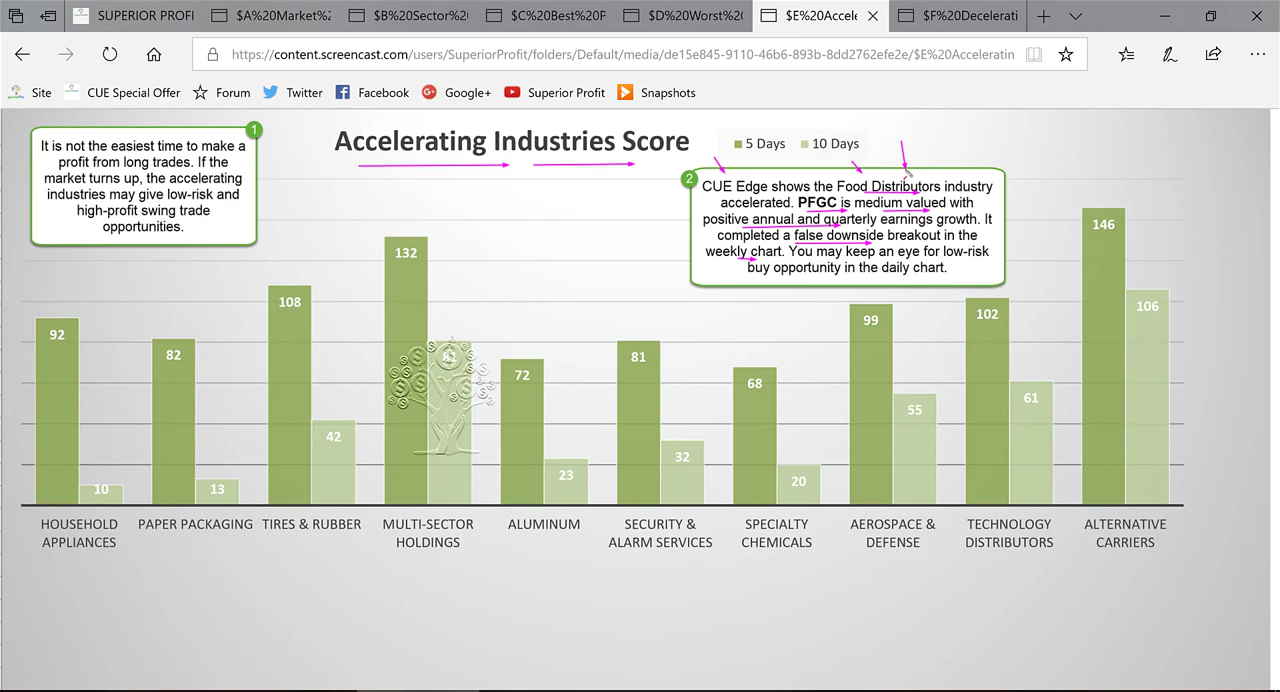 SUPERIOR PROFI
$A%20Market%2
$B%20Sector%20
$C%20Best%20P
$D%20Worst%20
$E%20Accele
$F%20Decelerati
https://content.screencast.com/users/SuperiorProfit/folders/Default/media/de15e845-9110-46b6-893b-8dd2762efe2e/$E%20Acceleratin
Site
CUE Special Offer
Forum
Twitter
Facebook
Google+
Superior Profit
Snapshots
1
It is not the easiest time to make a
profit from long trades. If the
market turns up, the accelerating
industries may give low-risk and
high-profit swing trade
opportunities.
Accelerating Industries Score
5 Days
10 Days
2
CUE Edge shows the Food Distributors industry
accelerated. PFGC is medium valued with
positive annual and quarterly earnings growth. It
completed a false downside breakout in the
weekly chart. You may keep an eye for low-risk
buy opportunity in the daily chart.
92
10
82
13
108
42
132
72
23
81
32
68
20
99
55
102
61
146
106
HOUSEHOLD
APPLIANCES
PAPER PACKAGING
TIRES & RUBBER
MULTI-SECTOR
HOLDINGS
ALUMINUM
SECURITY &
ALARM SERVICES
SPECIALTY
CHEMICALS
AEROSPACE &
DEFENSE
TECHNOLOGY
DISTRIBUTORS
ALTERNATIVE
CARRIERS